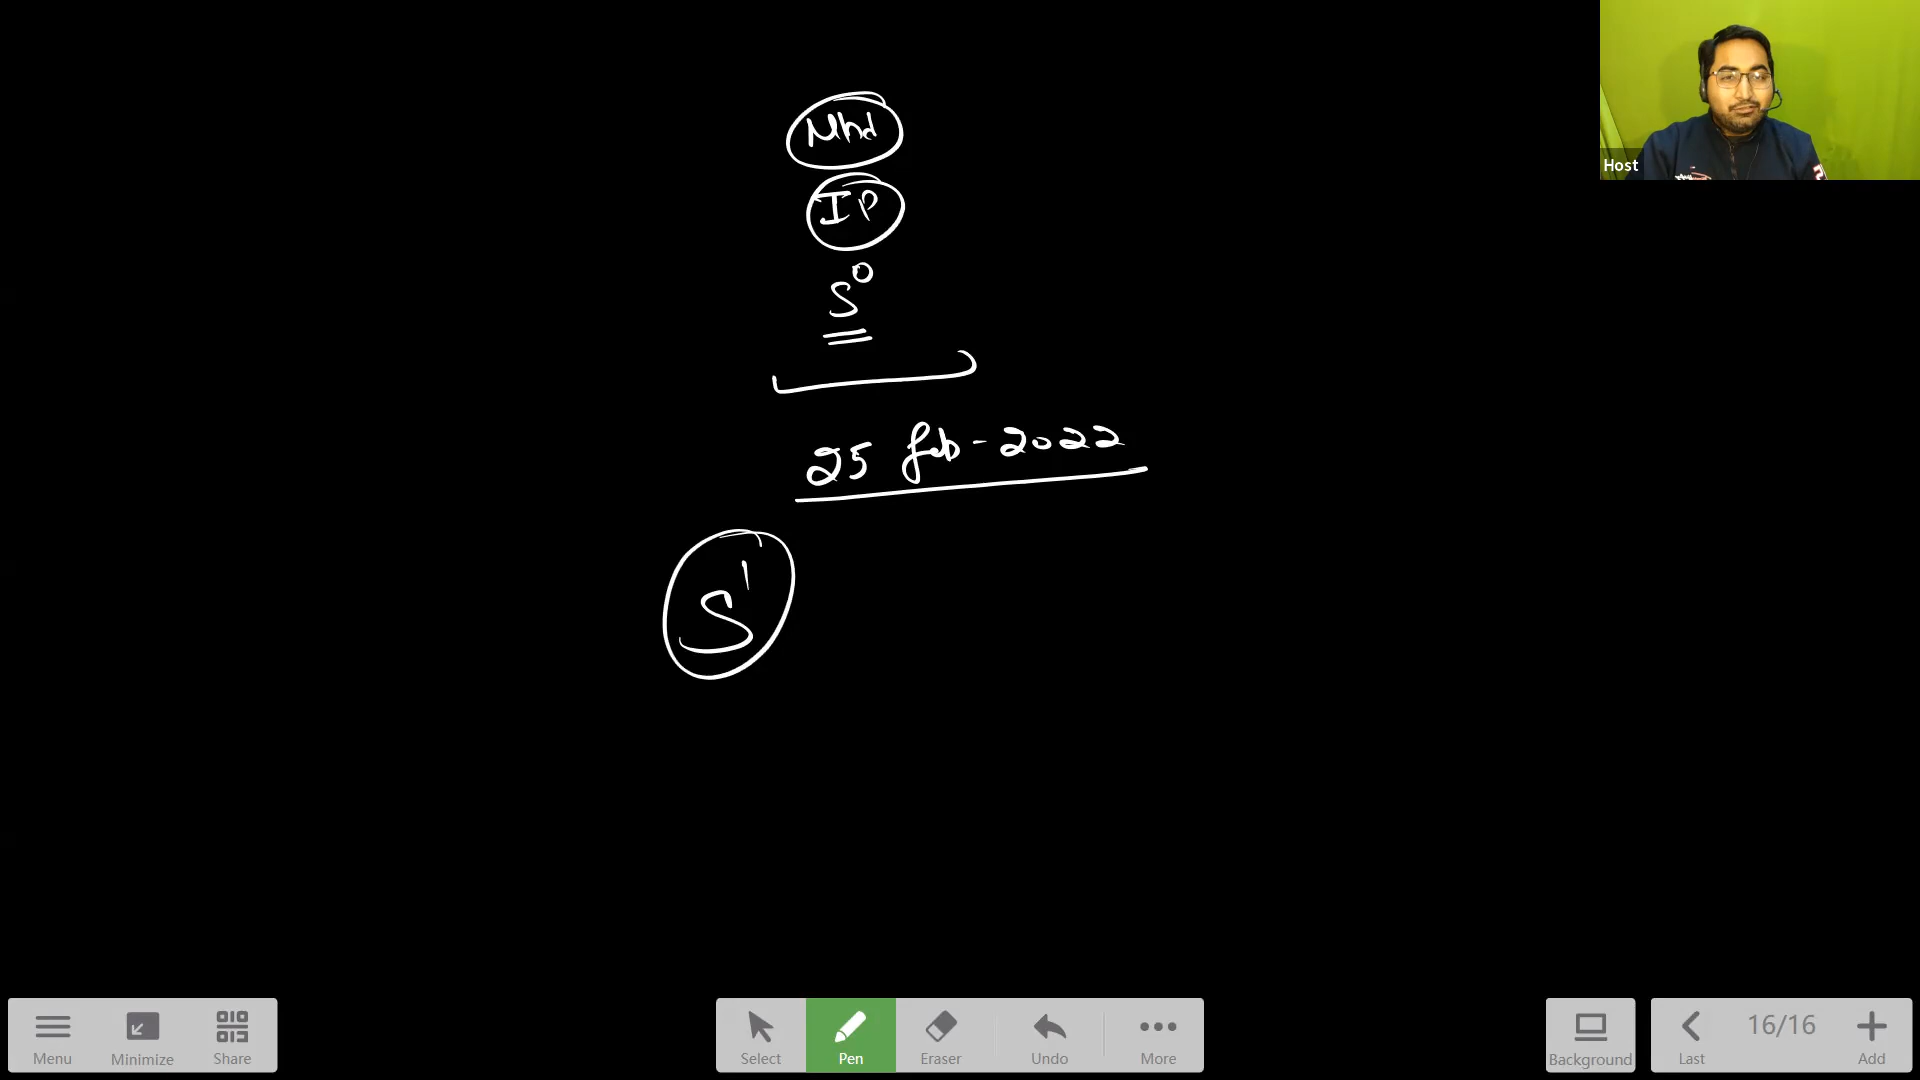 Mhd
IP
S⁰
25 feb-2022
S¹
Host
Menu
Minimize
Share
Select
Pen
Eraser
Undo
More
Background
Last
16/16
Add